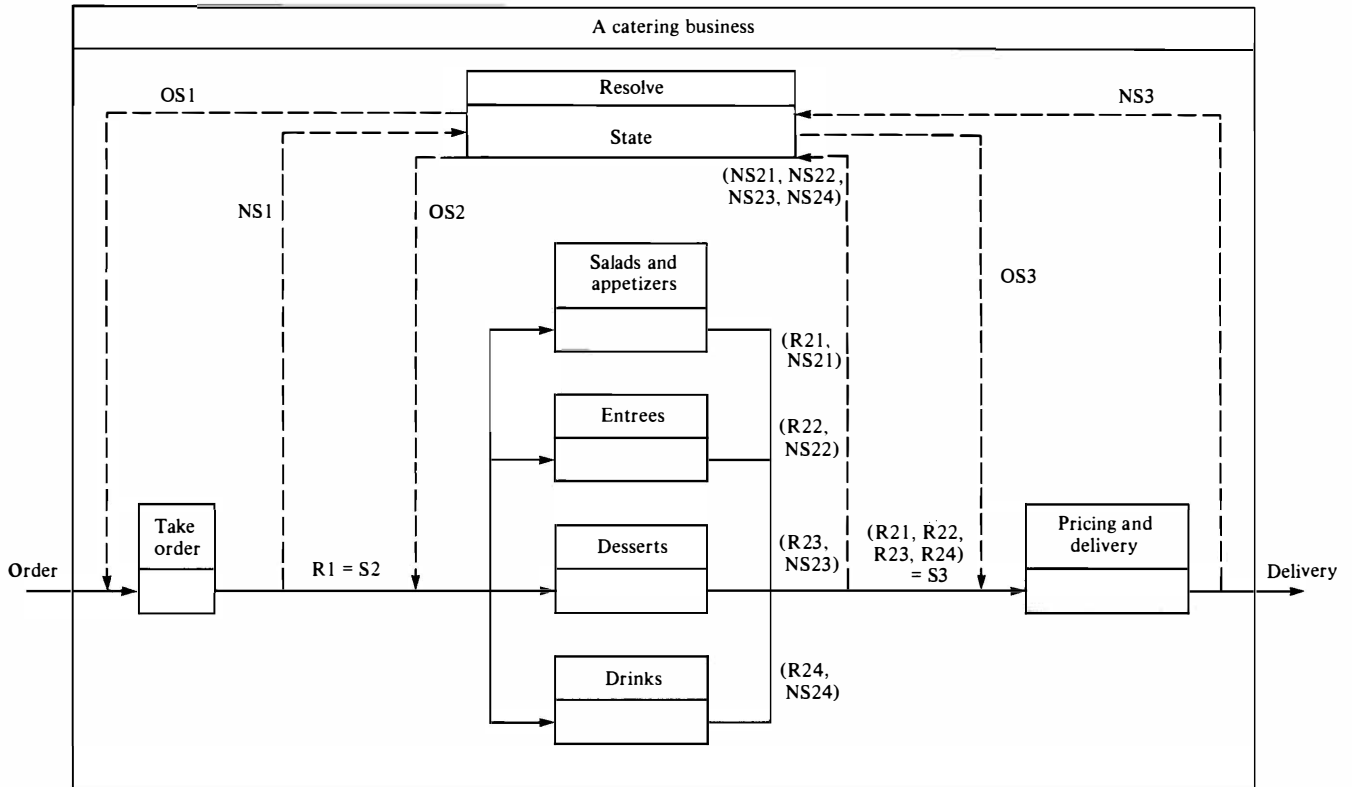 A catering business
OS1
Resolve
NS3
State
(NS21, NS22,
NS23, NS24)
NS1
OS2
Salads and
appetizers
OS3
(R21,
NS21)
Entrees
(R22,
NS22)
Take
order
Desserts
(R23,
NS23)
(R21, R22,
R23, R24)
= S3
Pricing and
delivery
Order
R1 = S2
Delivery
Drinks
(R24,
NS24)